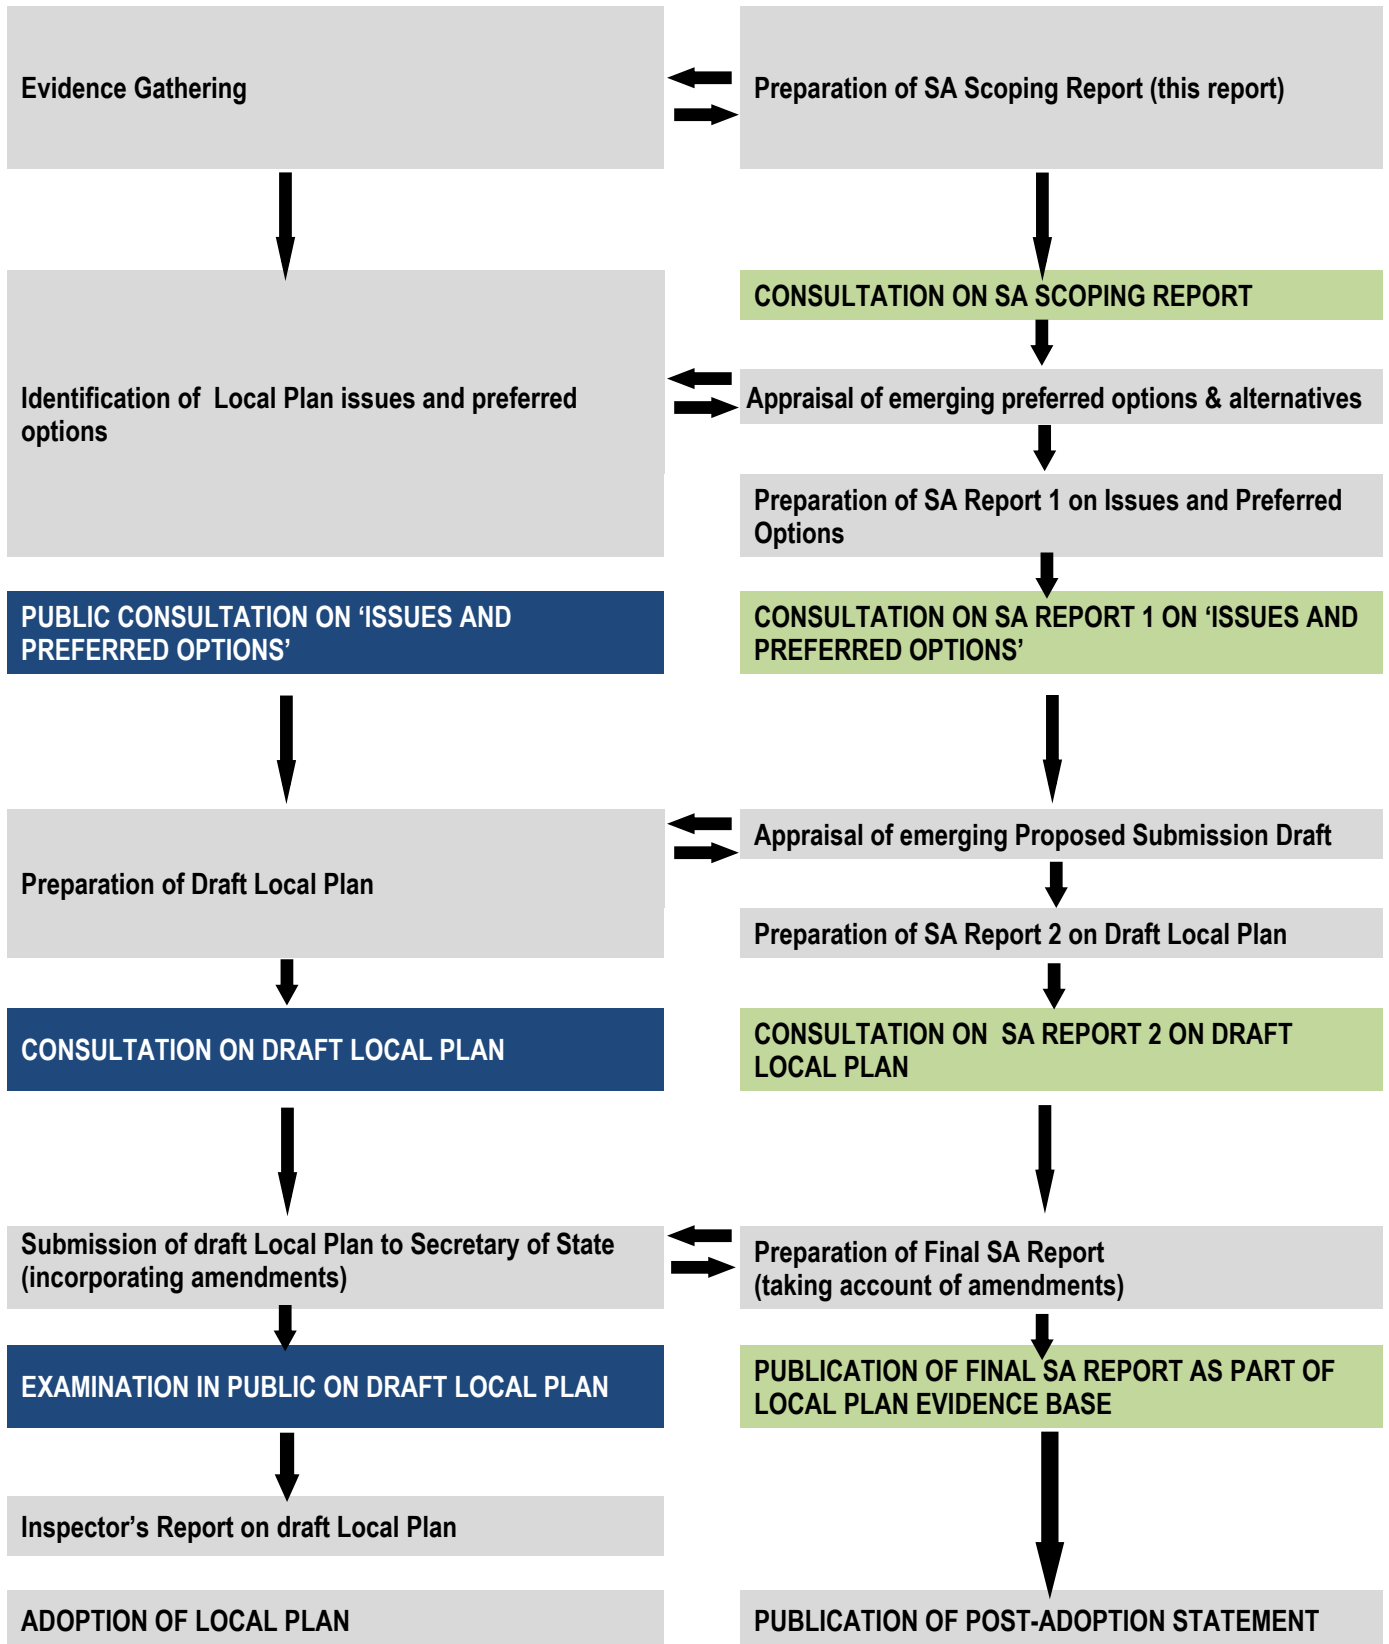 Evidence Gathering
Preparation of SA Scoping Report (this report)
CONSULTATION ON SA SCOPING REPORT
Identification of  Local Plan issues and preferred
options
Appraisal of emerging preferred options & alternatives
Preparation of SA Report 1 on Issues and Preferred
Options
PUBLIC CONSULTATION ON ‘ISSUES AND
PREFERRED OPTIONS’
CONSULTATION ON SA REPORT 1 ON ‘ISSUES AND
PREFERRED OPTIONS’
Preparation of Draft Local Plan
Appraisal of emerging Proposed Submission Draft
Preparation of SA Report 2 on Draft Local Plan
CONSULTATION ON DRAFT LOCAL PLAN
CONSULTATION ON  SA REPORT 2 ON DRAFT
LOCAL PLAN
Submission of draft Local Plan to Secretary of State
(incorporating amendments)
Preparation of Final SA Report
(taking account of amendments)
EXAMINATION IN PUBLIC ON DRAFT LOCAL PLAN
PUBLICATION OF FINAL SA REPORT AS PART OF
LOCAL PLAN EVIDENCE BASE
Inspector’s Report on draft Local Plan
ADOPTION OF LOCAL PLAN
PUBLICATION OF POST-ADOPTION STATEMENT